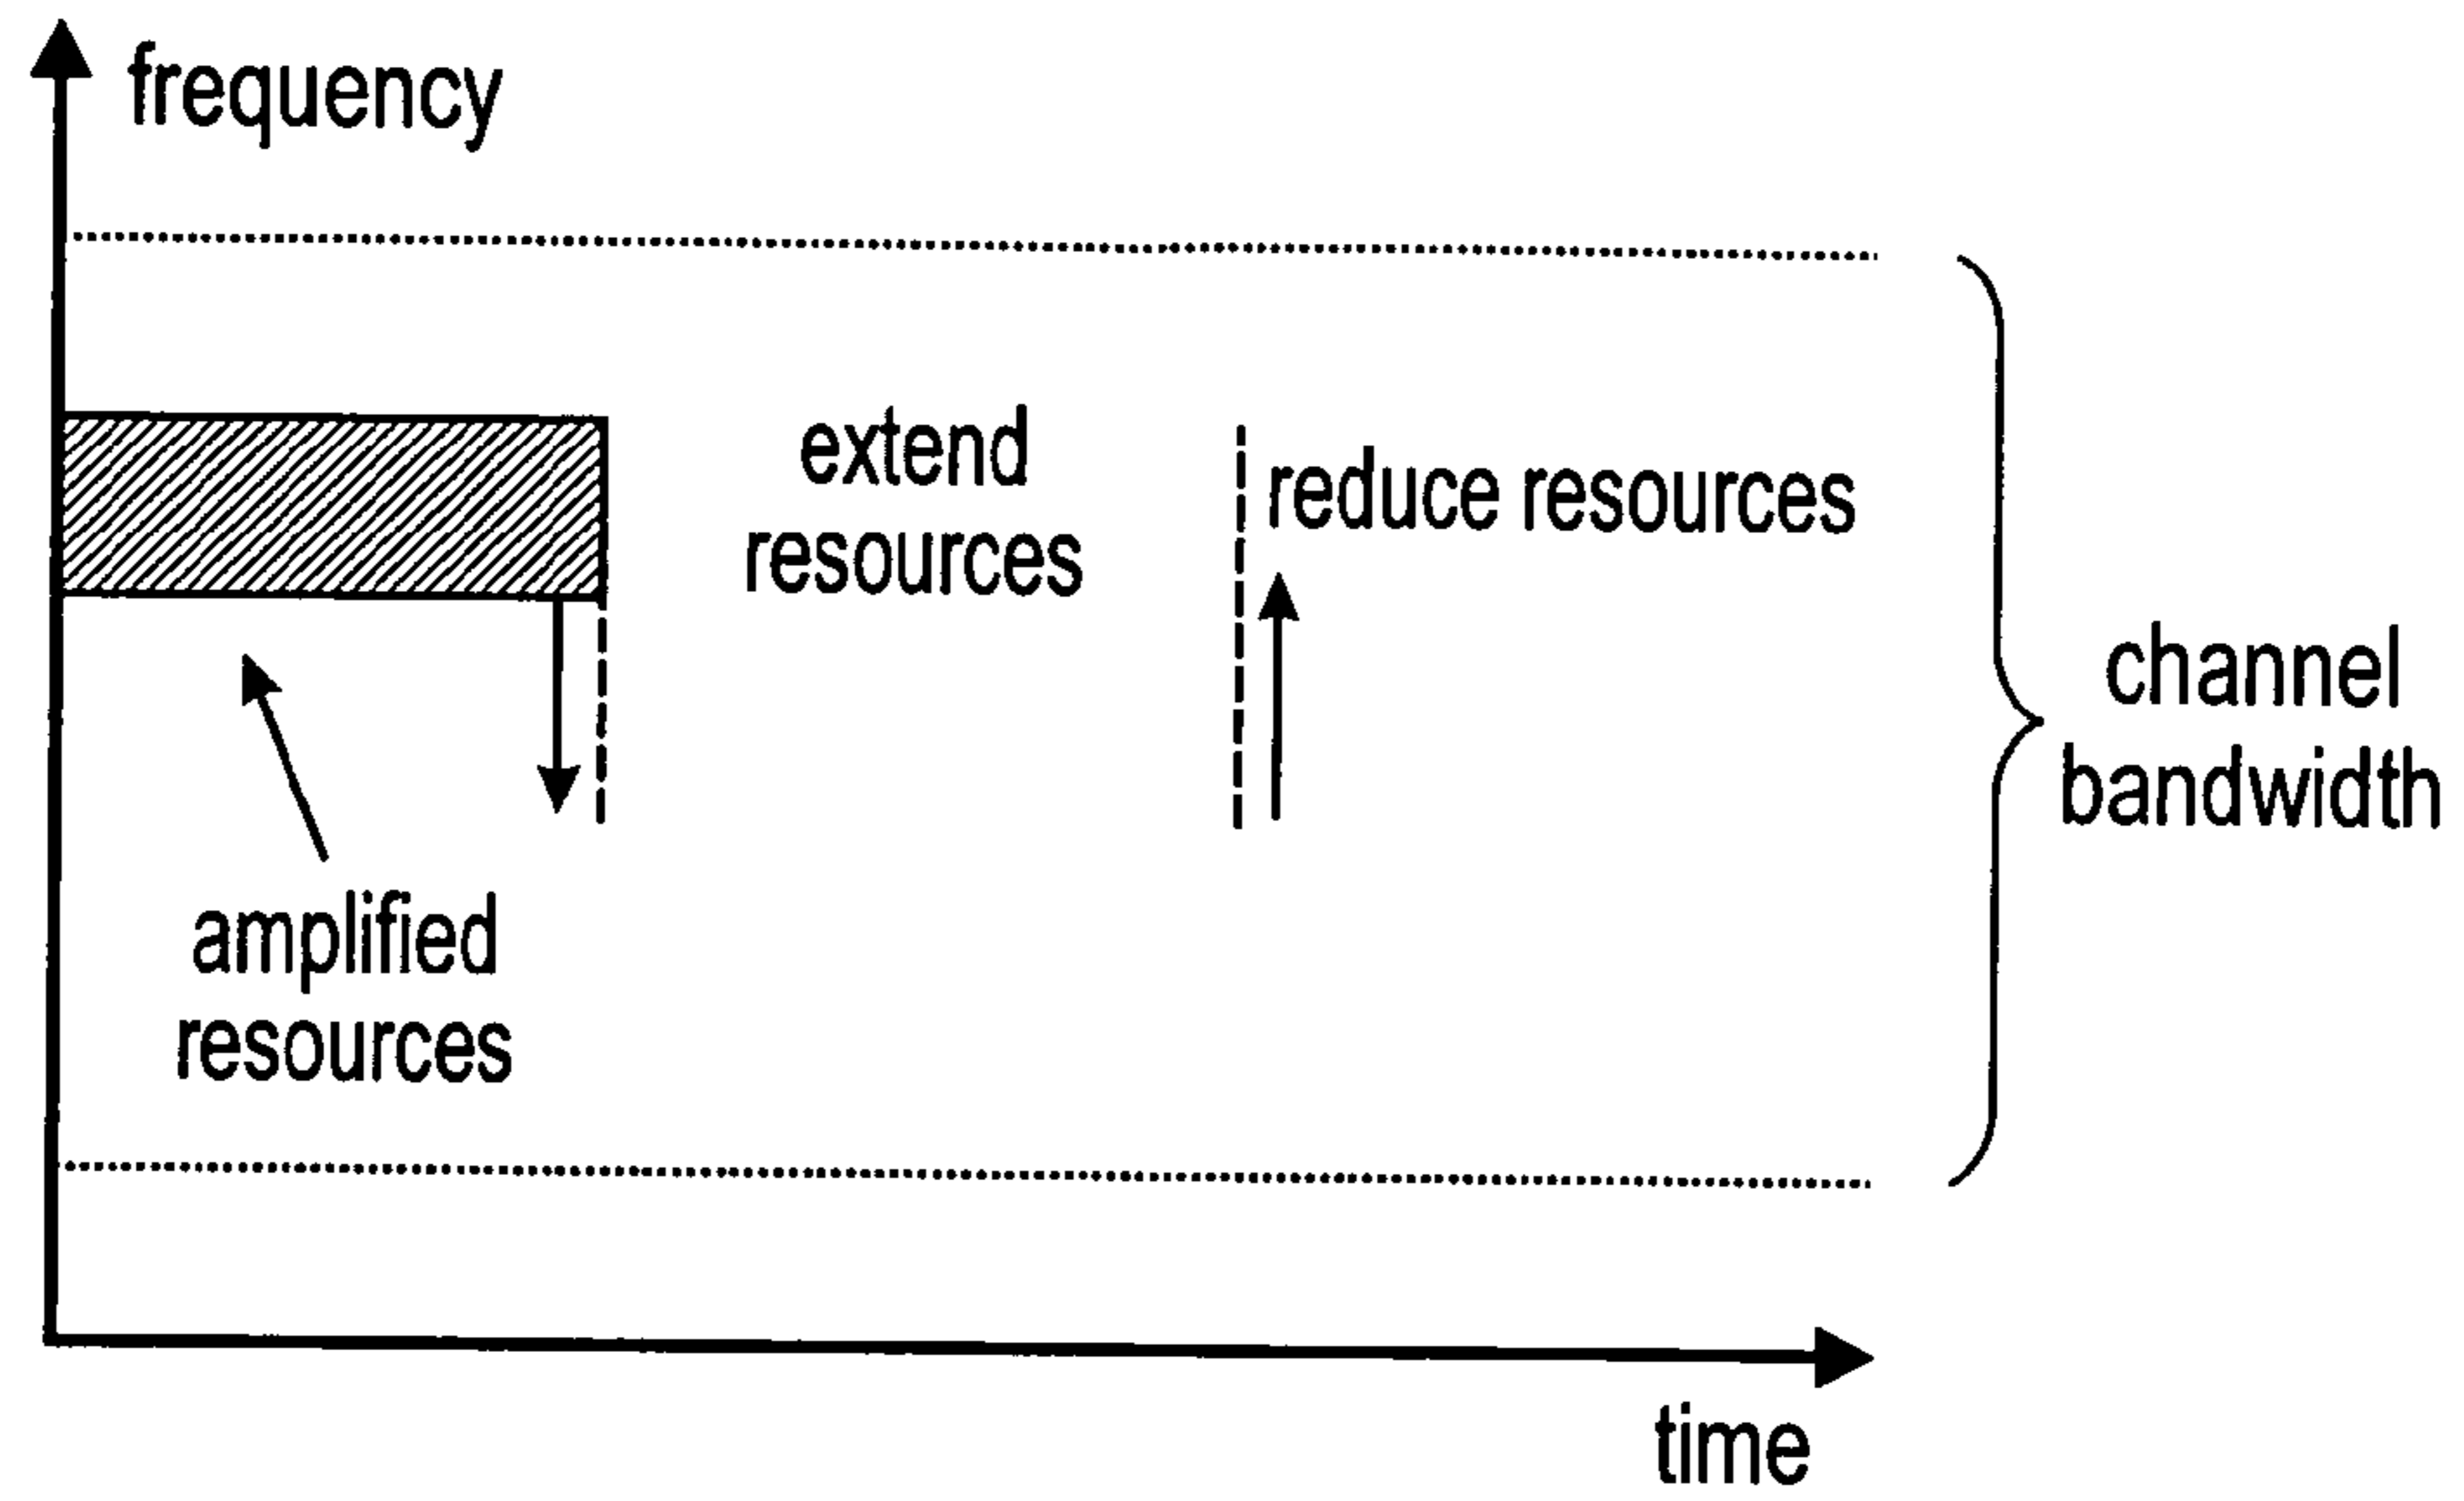 frequency
extend
resources
reduce resources
channel
bandwidth
amplified
resources
time